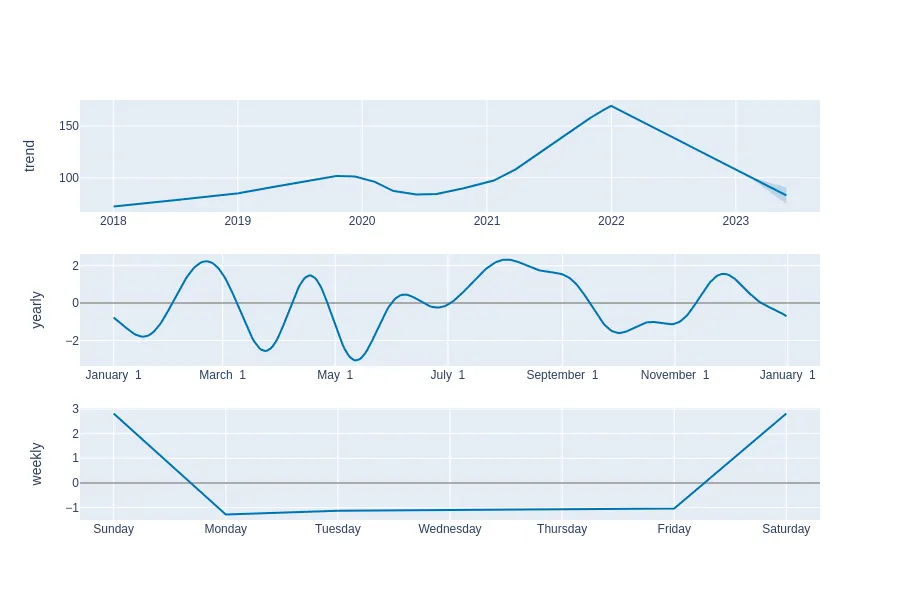 trend
150
100
2018 2019 2020 2021 2022 2023
yearly
2
0
−2
January 1 March 1 May 1 July 1 September 1 November 1 January 1
weekly
3
2
1
0
−1
Sunday Monday Tuesday Wednesday Thursday Friday Saturday